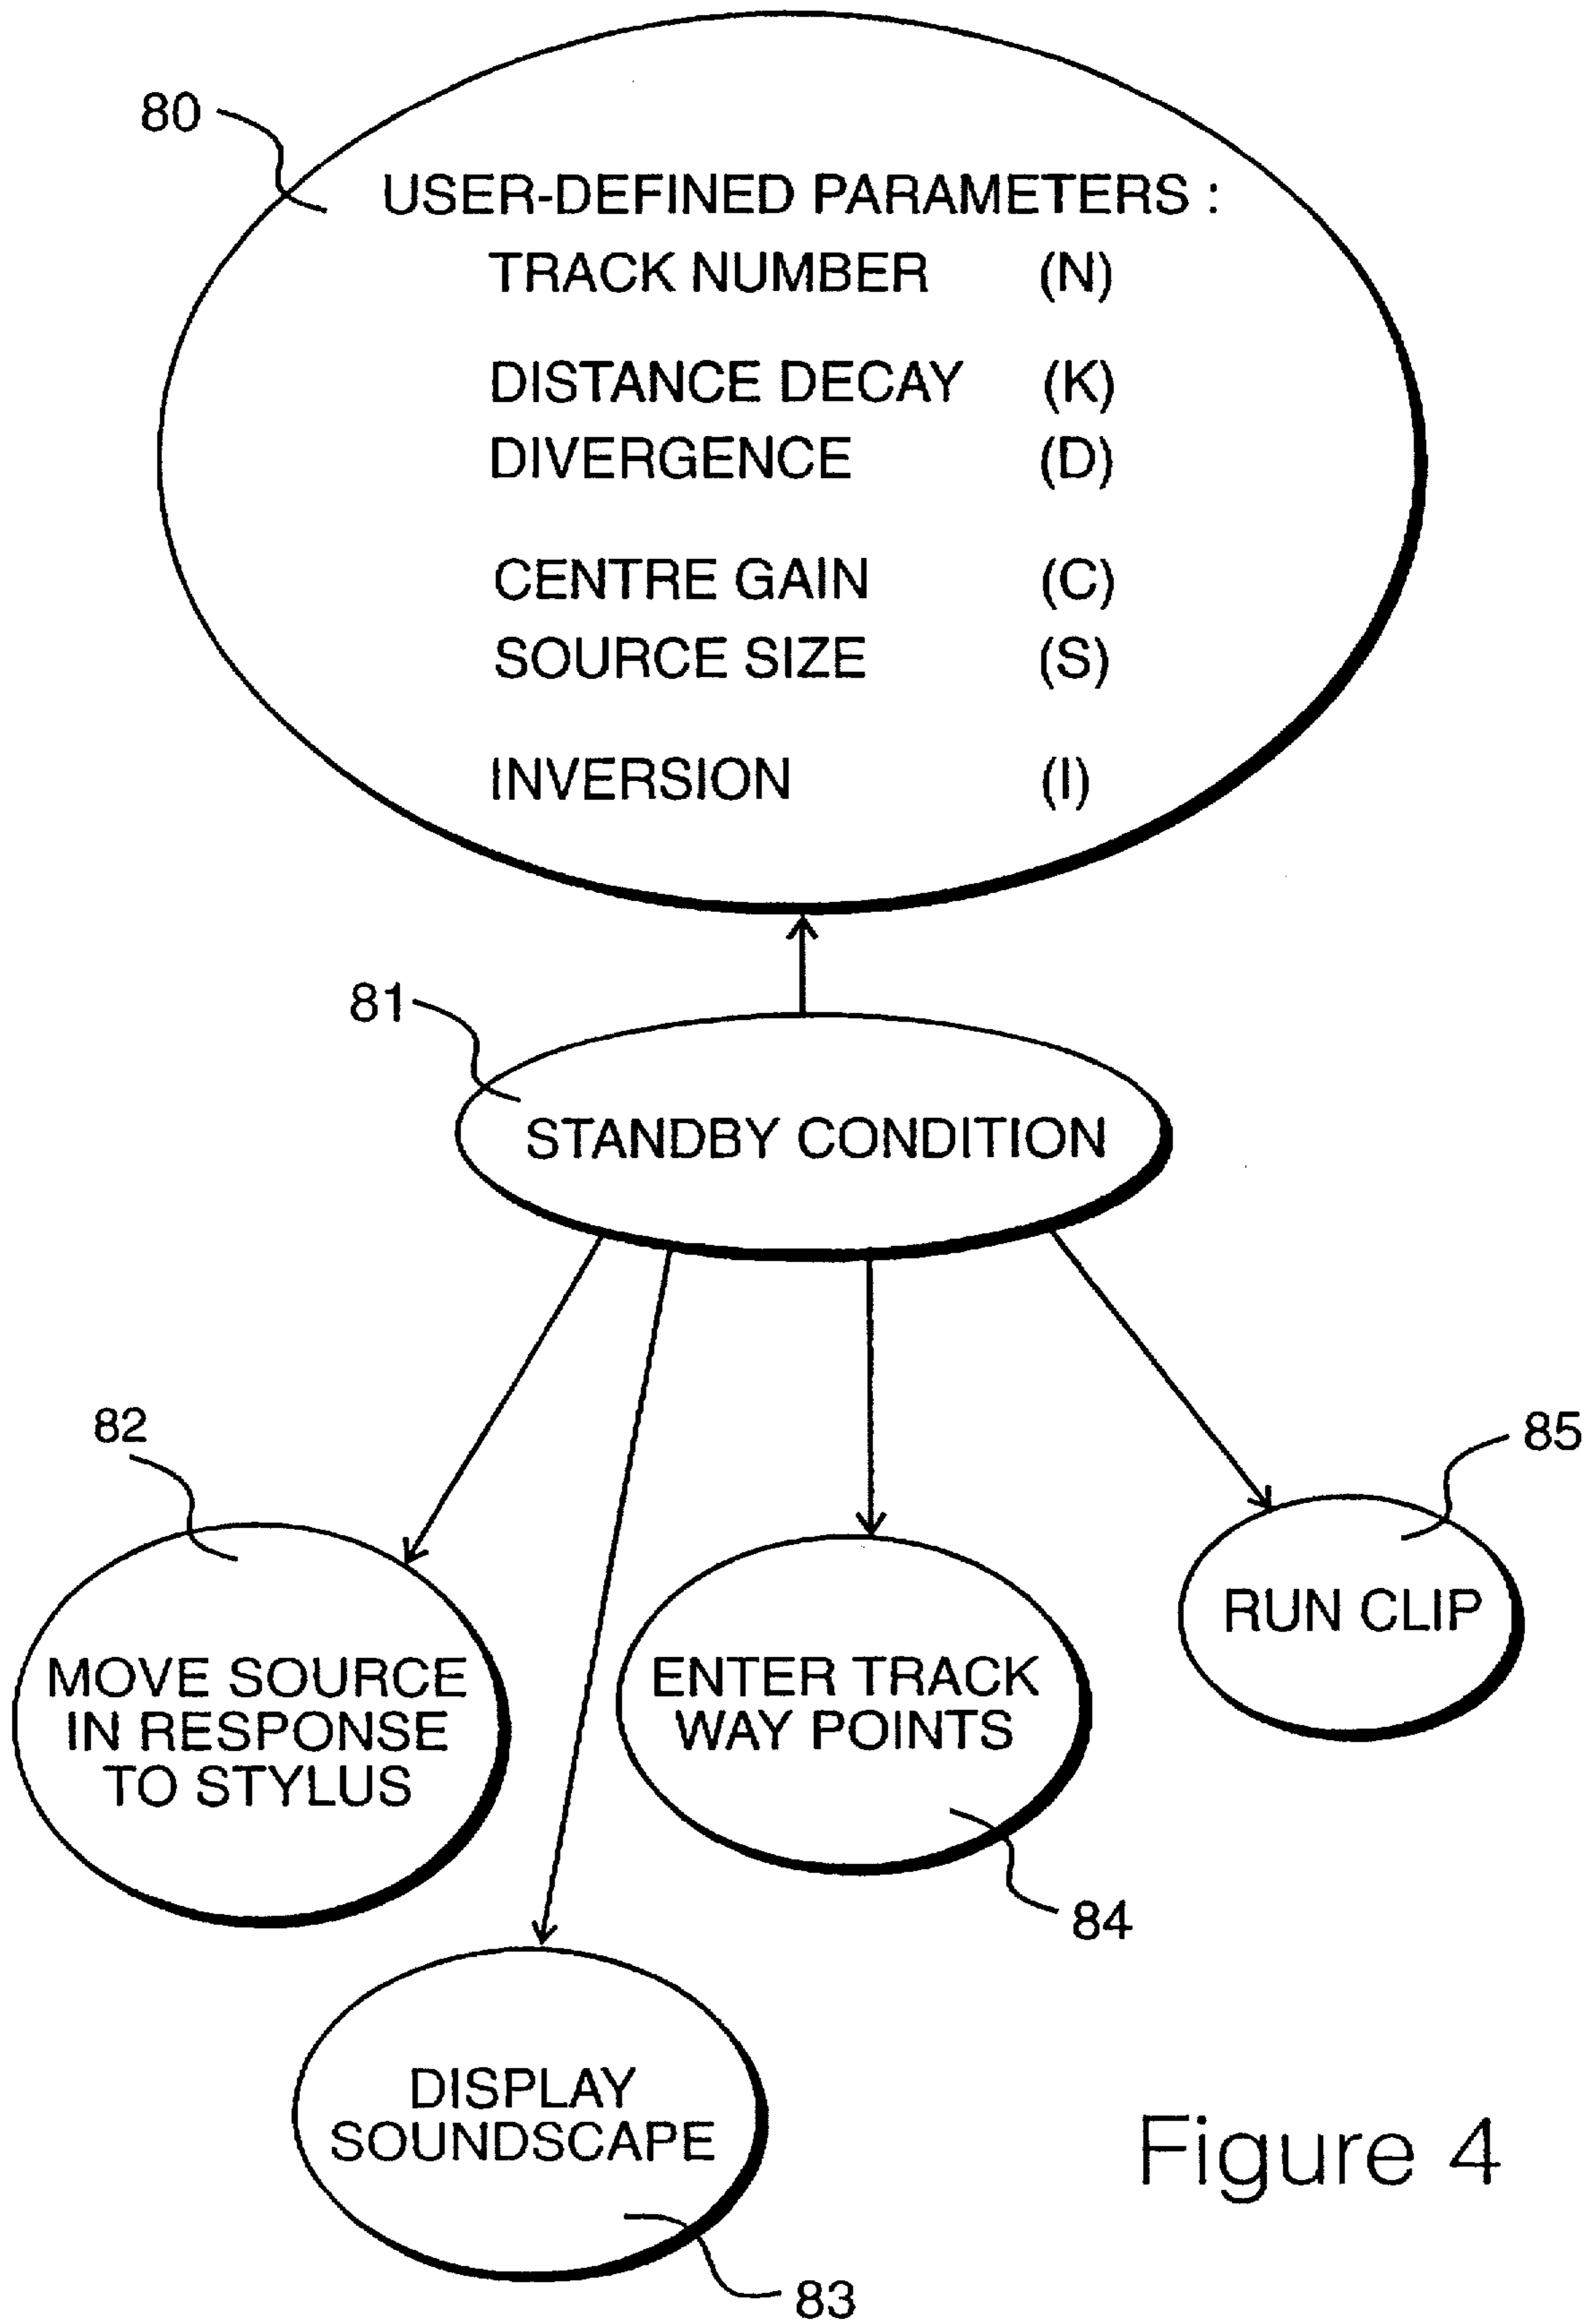 80
USER-DEFINED PARAMETERS :
TRACK NUMBER (N)
DISTANCE DECAY (K)
DIVERGENCE (D)
CENTRE GAIN (C)
SOURCE SIZE (S)
INVERSION (I)
81
STANDBY CONDITION
82
MOVE SOURCE
IN RESPONSE
TO STYLUS
ENTER TRACK
WAY POINTS
84
85
RUN CLIP
DISPLAY
SOUNDSCAPE
83
Figure 4